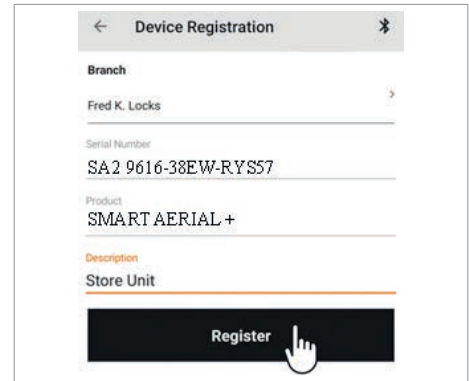 Device Registration
Branch
Fred K. Locks
Serial Number
SA2 9616-38EW-RYS57
Product
SMART AERIAL +
Description
Store Unit
Register